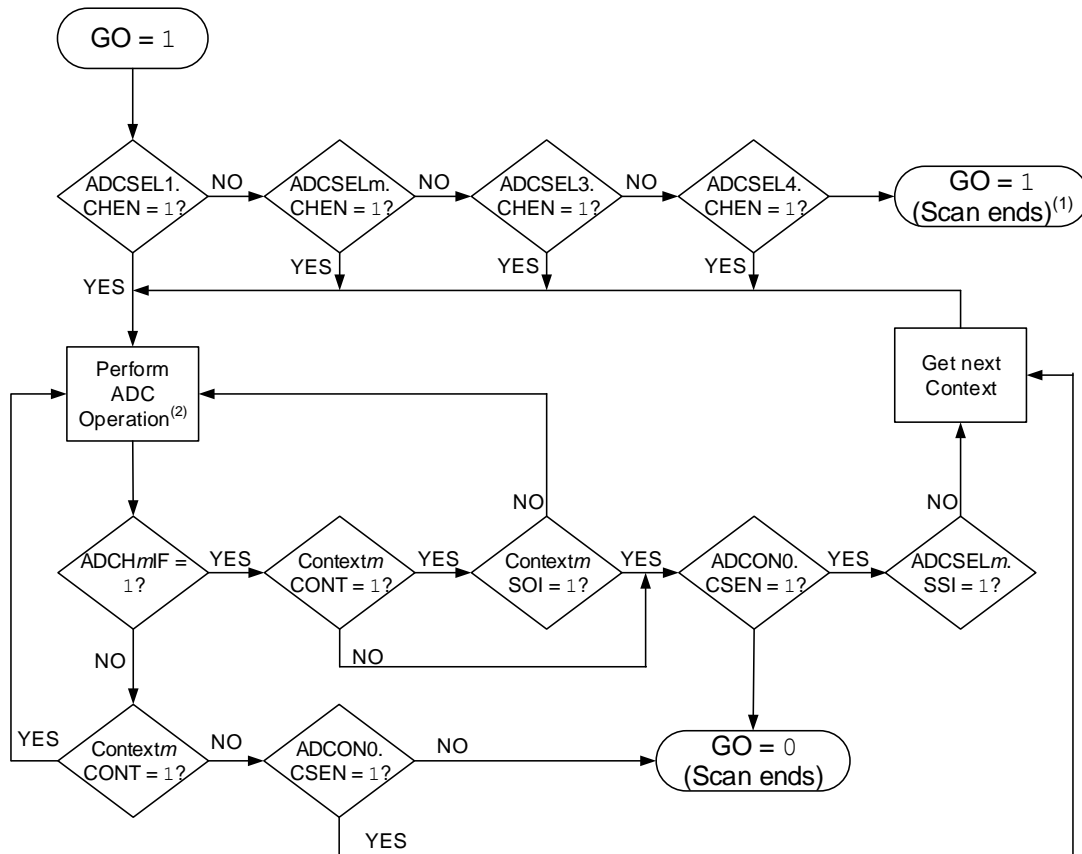 GO = 1
ADCSEL1.
CHEN = 1?
NO
ADCSELm.
CHEN = 1?
NO
ADCSEL3.
CHEN = 1?
NO
ADCSEL4.
CHEN = 1?
GO = 1
(Scan ends)(1)
YES
YES
YES
YES
Perform
ADC
Operation(2)
Get next
Context
NO
NO
ADCHmIF =
1?
YES
Contextm
CONT = 1?
YES
Contextm
SOI = 1?
YES
ADCON0.
CSEN = 1?
YES
ADCSELm.
SSI = 1?
NO
NO
YES
Contextm
CONT = 1?
NO
ADCON0.
CSEN = 1?
NO
GO = 0
(Scan ends)
YES